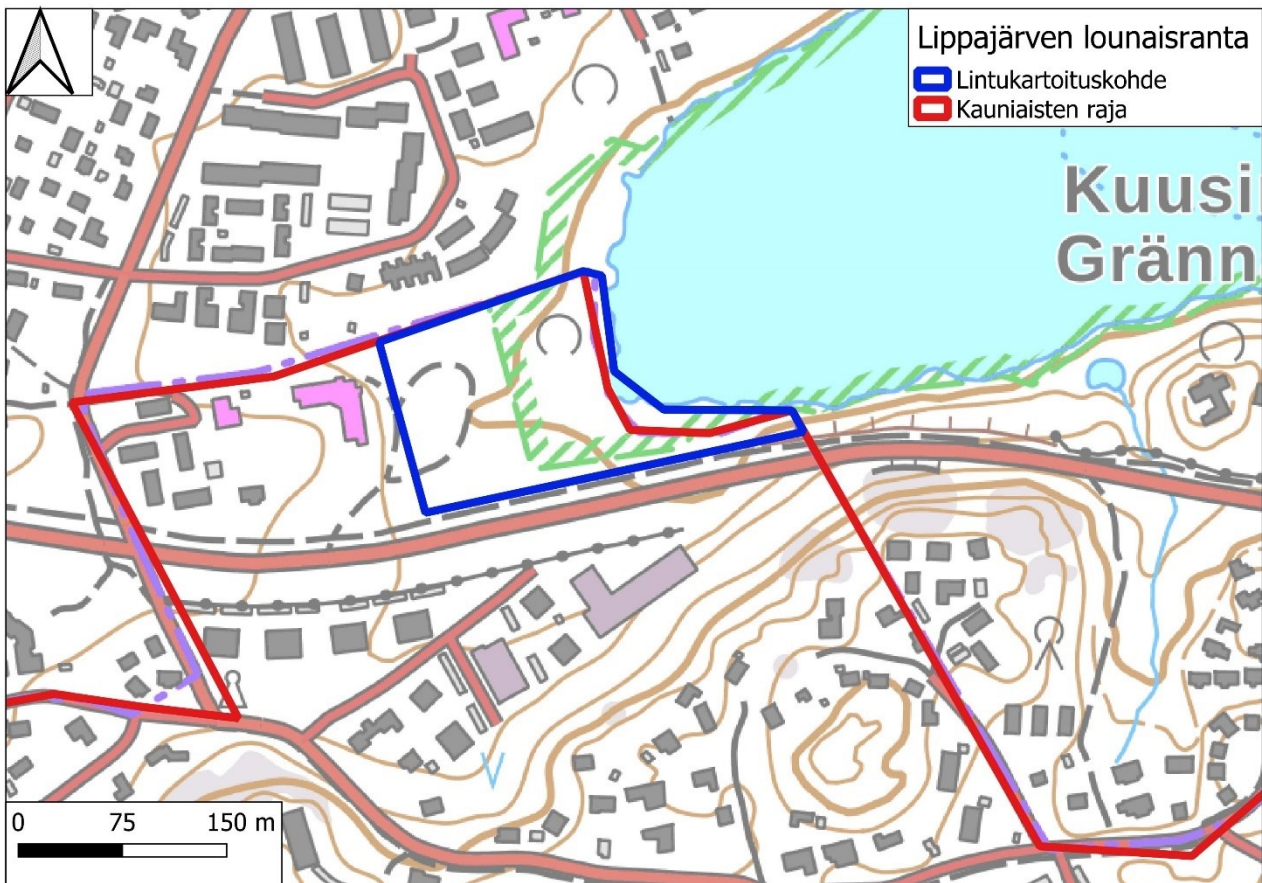 Lippajärven lounaisranta
Lintukartoituskohde
Kauniaisten raja
Kuusi
Gränn
0 75 150 m